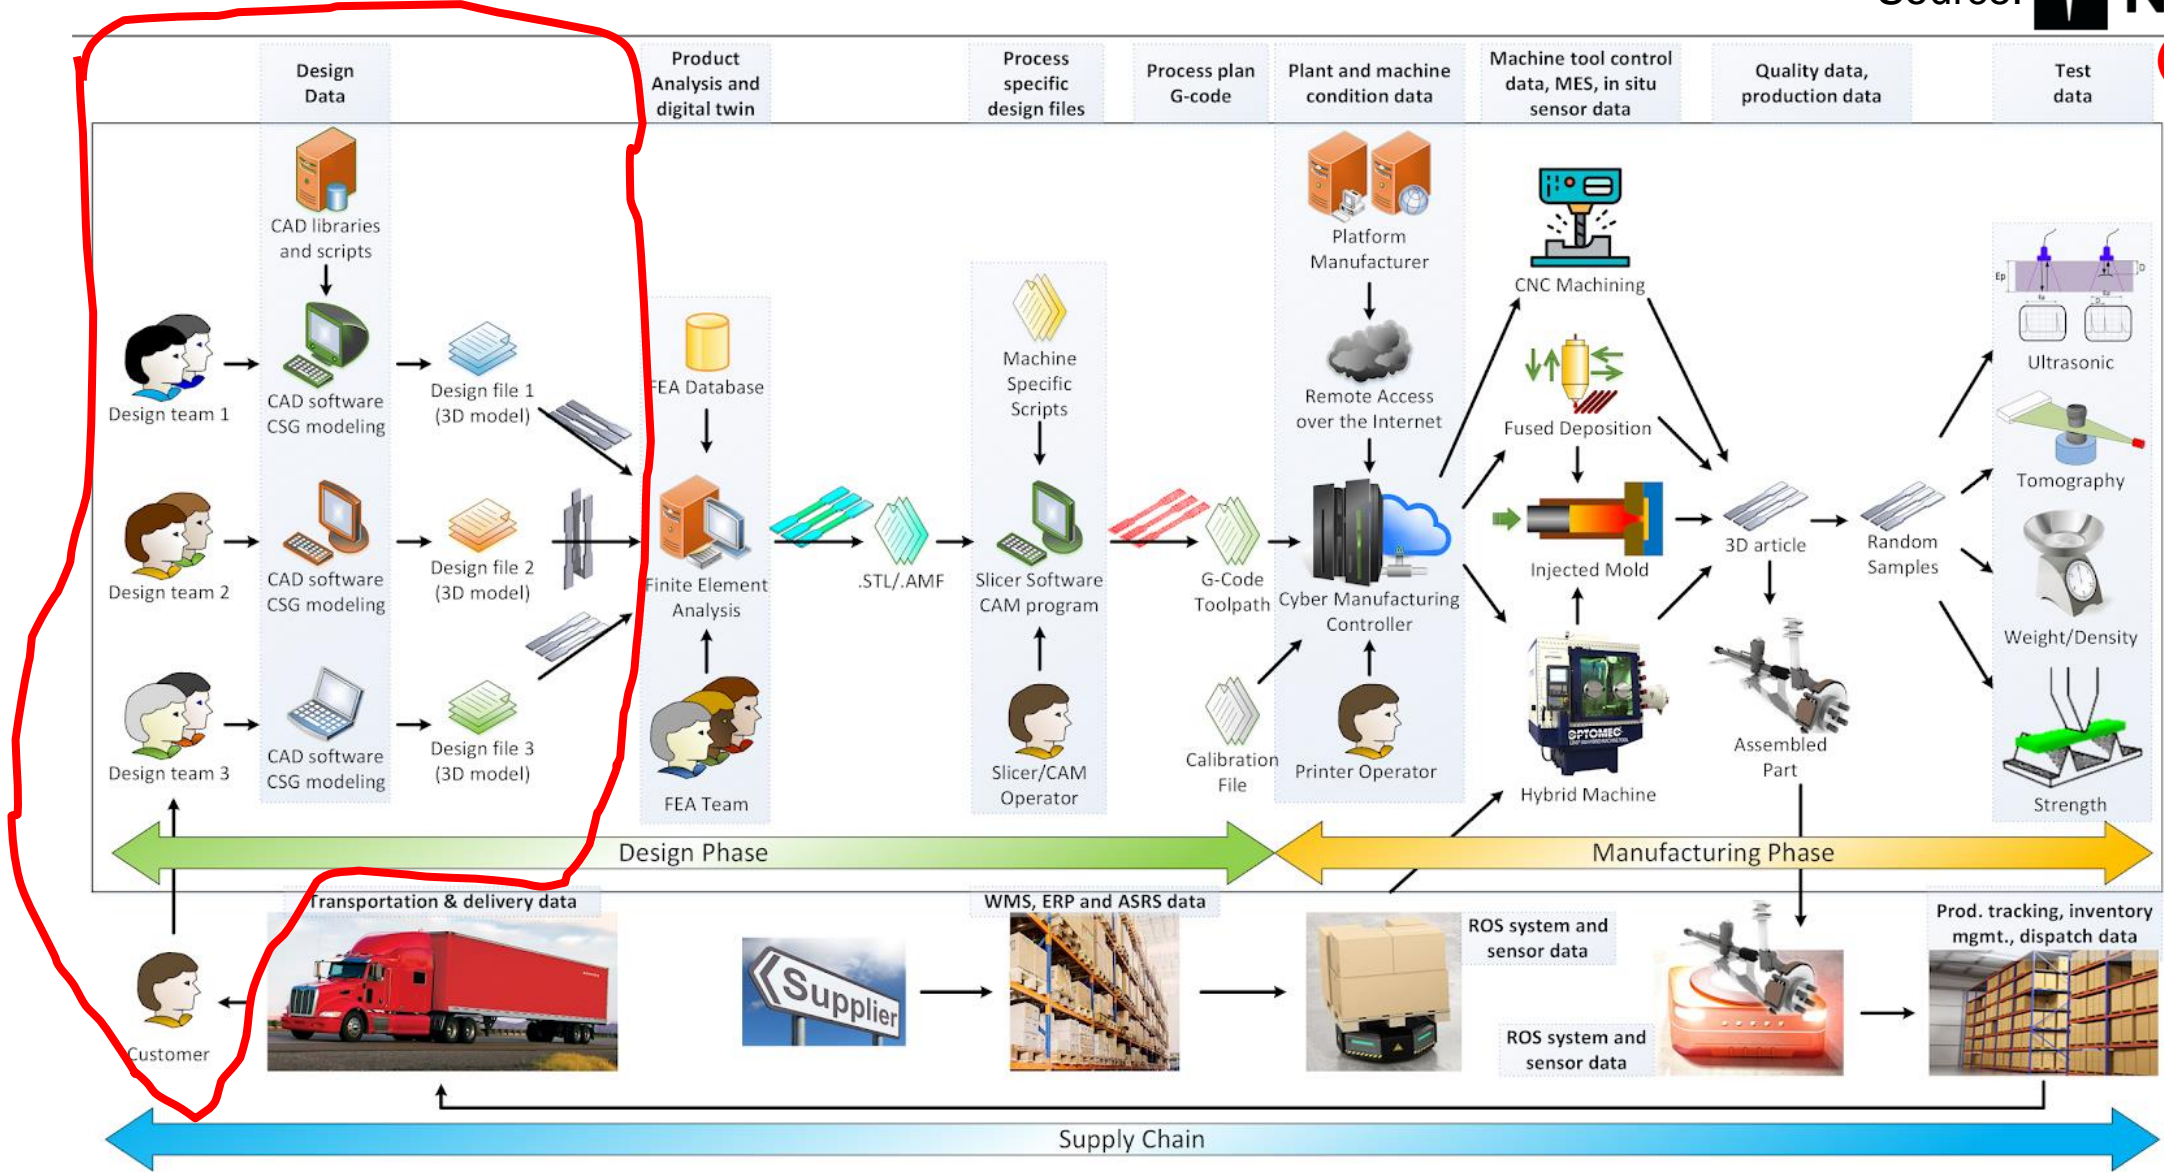 Source:
Design
Data
Product
Analysis and
digital twin
Process
specific
design files
Process plan
G-code
Plant and machine
condition data
Machine tool control
data, MES, in situ
sensor data
Quality data,
production data
Test
data
CAD libraries
and scripts
Design team 1
CAD software
CSG modeling
Design file 1
(3D model)
Design team 2
CAD software
CSG modeling
Design file 2
(3D model)
Design team 3
CAD software
CSG modeling
Design file 3
(3D model)
FEA Database
Finite Element
Analysis
FEA Team
.STL/.AMF
Machine
Specific
Scripts
Slicer Software
CAM program
Slicer/CAM
Operator
G-Code
Toolpath
Calibration
File
Platform
Manufacturer
Remote Access
over the Internet
Cyber Manufacturing
Controller
Printer Operator
CNC Machining
Fused Deposition
Injected Mold
OPTOMEC
Hybrid Machine
3D article
Assembled
Part
Random
Samples
Ep
D
Ultrasonic
Tomography
Weight/Density
Strength
Design Phase
Manufacturing Phase
Customer
Transportation & delivery data
Supplier
WMS, ERP and ASRS data
ROS system and
sensor data
ROS system and
sensor data
Prod. tracking, inventory
mgmt., dispatch data
Supply Chain